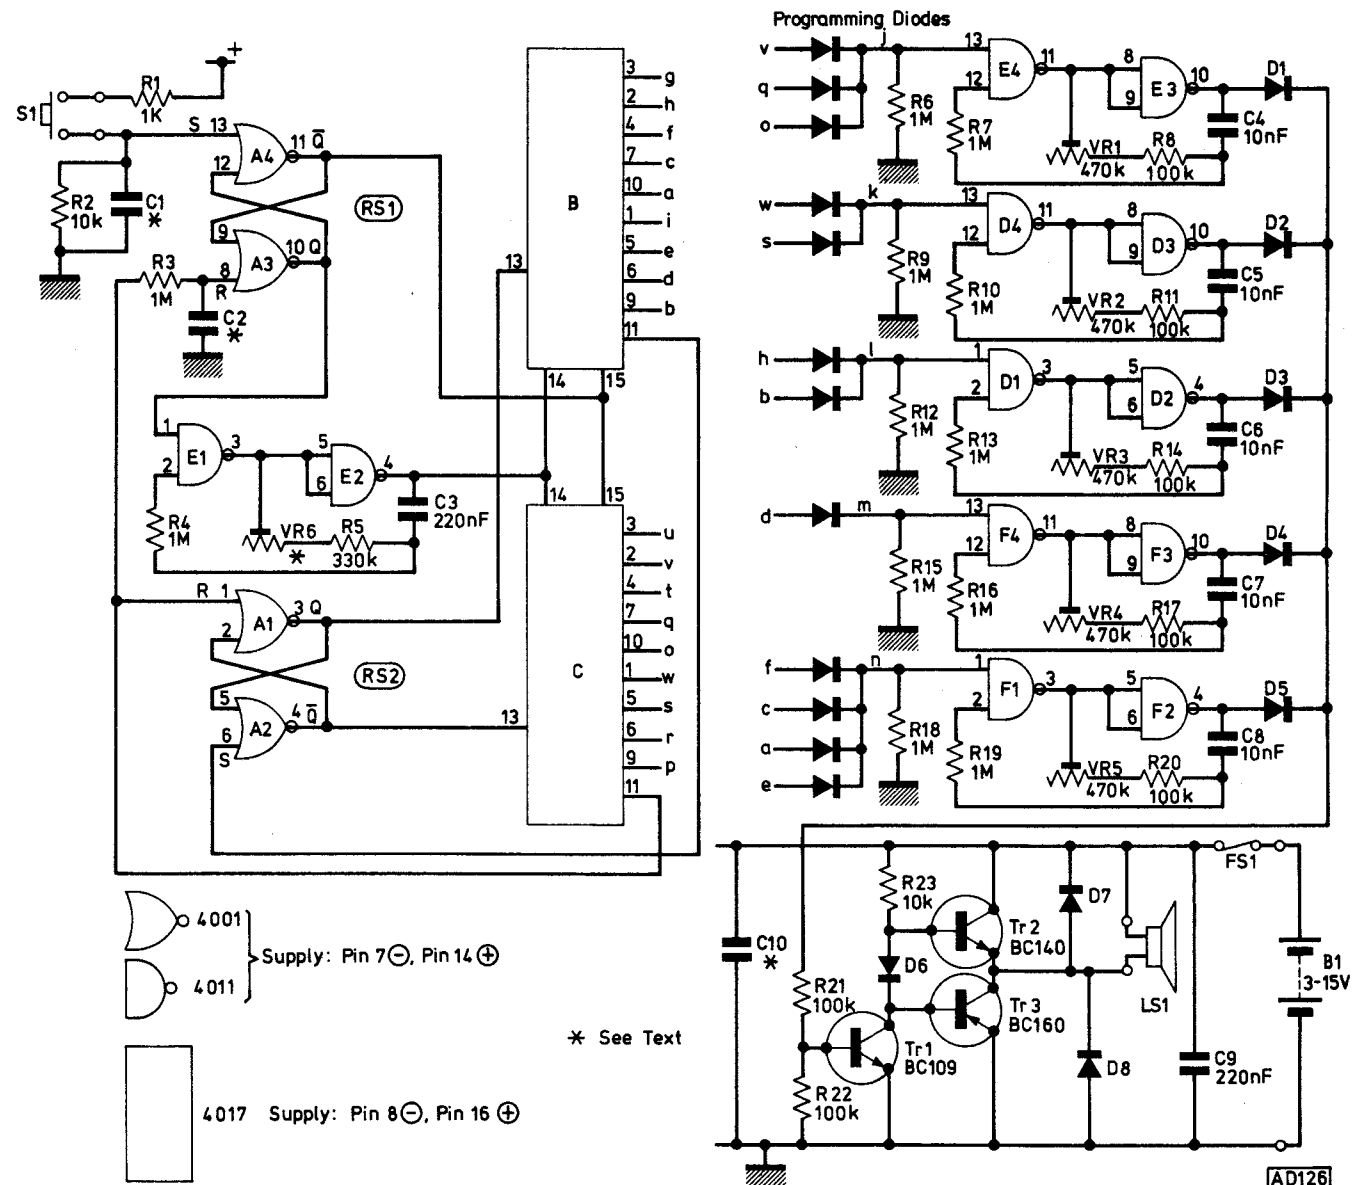 Programming Diodes
+
S1
R1
1K
S 13
12
A4
11 Q̅
R2
10k
C1
*
RS1
9
8
R
A3
10 Q
R3
1M
C2
*
B
3 g
2 h
4 f
7 c
10 a
1 i
5 e
6 d
9 b
11
13
14
15
1
2
E1
3
5
6
E2
4
R4
1M
VR6
*
R5
330k
C3
220nF
14
15
C
3 u
2 v
4 t
7 q
10 o
1 w
5 s
6 r
9 p
11
13
R 1
2
A1
3 Q
RS2
5
6
S
A2
4 Q̅
v
q
o
j
R6
1M
13
12
E4
11
R7
1M
8
9
E3
10
VR1
470k
R8
100k
C4
10nF
D1
w
s
k
R9
1M
13
12
D4
11
R10
1M
8
9
D3
10
VR2
470k
R11
100k
C5
10nF
D2
h
b
l
R12
1M
1
2
D1
3
R13
1M
5
6
D2
4
VR3
470k
R14
100k
C6
10nF
D3
d
m
R15
1M
13
12
F4
11
R16
1M
8
9
F3
10
VR4
470k
R17
100k
C7
10nF
D4
f
c
a
e
n
R18
1M
1
2
F1
3
R19
1M
5
6
F2
4
VR5
470k
R20
100k
C8
10nF
D5
4001
4011
Supply: Pin 7⊖, Pin 14⊕
* See Text
4017 Supply: Pin 8⊖, Pin 16⊕
C10
*
R23
10k
D6
R21
100k
R22
100k
Tr1
BC109
Tr2
BC140
Tr3
BC160
D7
D8
LS1
C9
220nF
FS1
B1
3-15V
AD126